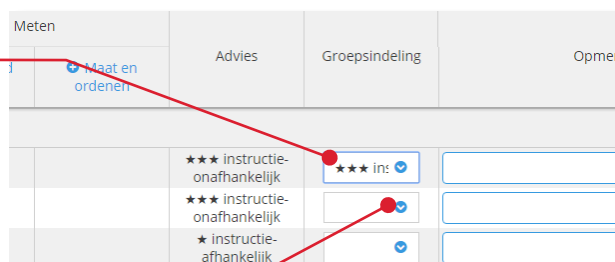 Meten
Advies
Groepsindeling
Maat en
ordenen
★★★ instructie-
onafhankelijk
★★★ ins
★★★ instructie-
onafhankelijk
★ instructie-
afhankelijk